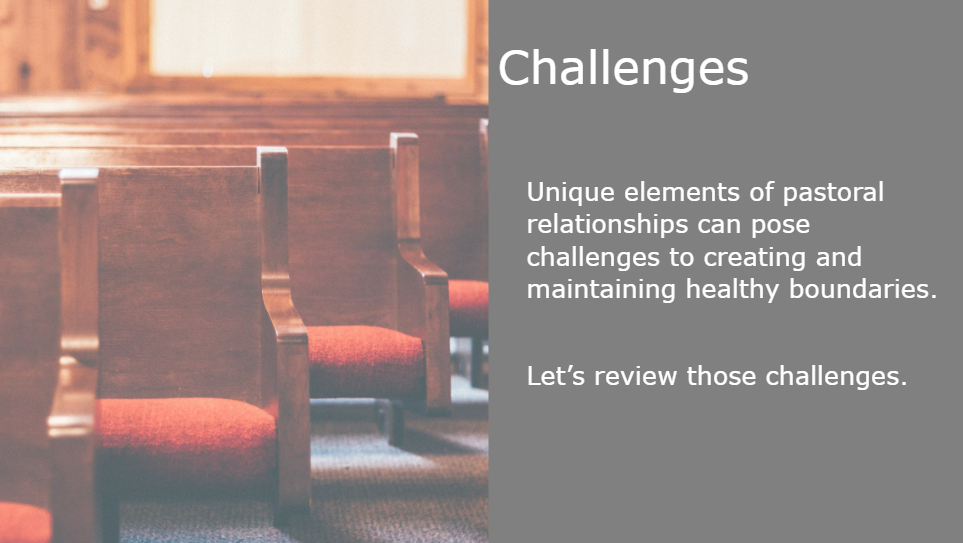 Challenges
Unique elements of pastoral
relationships can pose
challenges to creating and
maintaining healthy boundaries.
Let’s review those challenges.